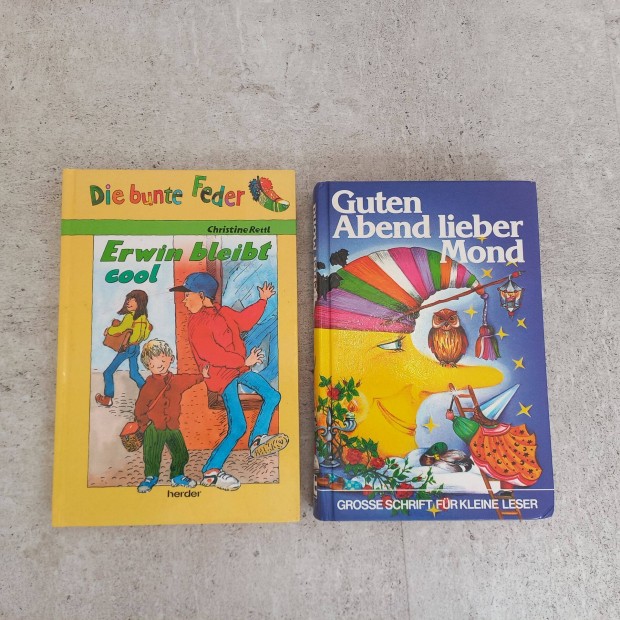 Die bunte Feder
Christine Rettl
Erwin bleibt
cool
herder
Guten
Abend lieber
Mond
GROSSE SCHRIFT FÜR KLEINE LESER